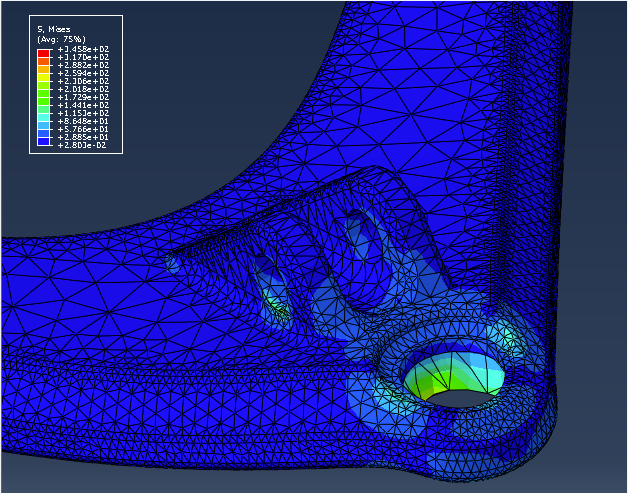 S, Mises
(Avg: 75%)
+3.458e+02
+3.170e+02
+2.882e+02
+2.594e+02
+2.306e+02
+2.018e+02
+1.729e+02
+1.441e+02
+1.153e+02
+8.648e+01
+5.766e+01
+2.885e+01
+2.803e-02